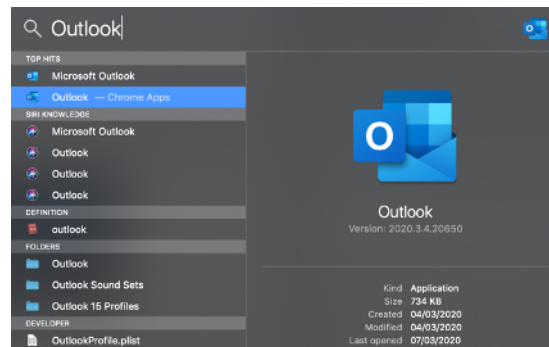 Outlook
TOP HITS
Microsoft Outlook
Outlook — Chrome Apps
SIRI KNOWLEDGE
Microsoft Outlook
Outlook
Outlook
Outlook
DEFINITION
outlook
FOLDERS
Outlook
Outlook Sound Sets
Outlook 15 Profiles
DEVELOPER
OutlookProfile.plist
O
Outlook
Version: 2020.3.4.20650
Kind Application
Size 734 KB
Created 04/03/2020
Modified 04/03/2020
Last opened 07/03/2020